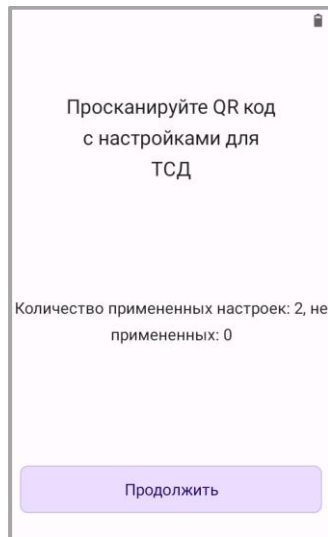 Просканируйте QR код
с настройками для
ТСД
Количество примененных настроек: 2, не
примененных: 0
Продолжить